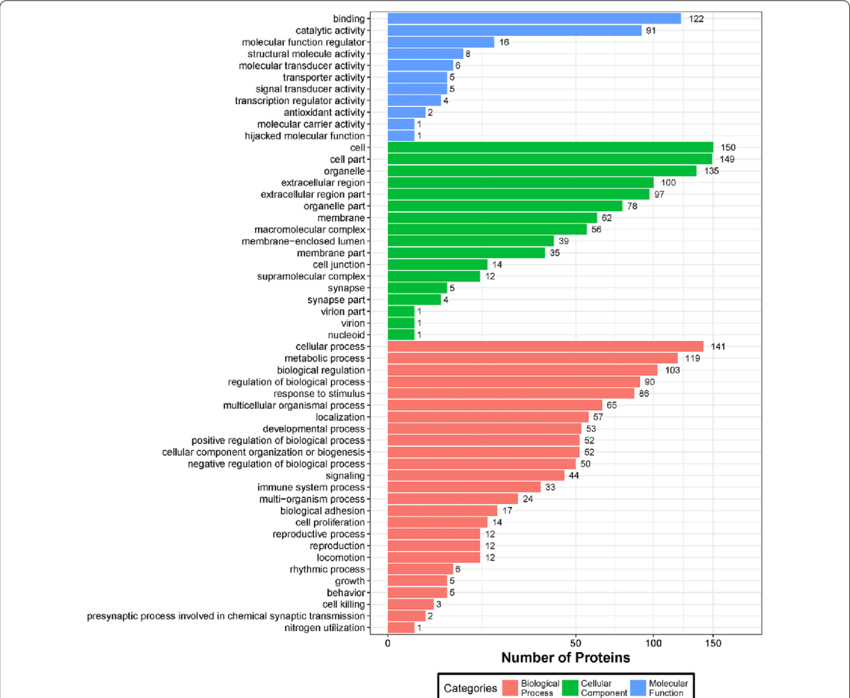 binding 122
catalytic activity 91
molecular function regulator 16
structural molecule activity 8
molecular transducer activity 6
transporter activity 5
signal transducer activity 5
transcription regulator activity 4
antioxidant activity 2
molecular carrier activity 1
hijacked molecular function 1
cell 150
cell part 149
organelle 135
extracellular region 100
extracellular region part 97
organelle part 78
membrane 62
macromolecular complex 56
membrane−enclosed lumen 39
membrane part 35
cell junction 14
supramolecular complex 12
synapse 5
synapse part 4
virion part 1
virion 1
nucleoid 1
cellular process 141
metabolic process 119
biological regulation 103
regulation of biological process 90
response to stimulus 86
multicellular organismal process 65
localization 57
developmental process 53
positive regulation of biological process 52
cellular component organization or biogenesis 52
negative regulation of biological process 50
signaling 44
immune system process 33
multi−organism process 24
biological adhesion 17
cell proliferation 14
reproductive process 12
reproduction 12
locomotion 12
rhythmic process 6
growth 5
behavior 5
cell killing 3
presynaptic process involved in chemical synaptic transmission 2
nitrogen utilization 1
0 50 100 150
Number of Proteins
Categories Biological Process Cellular Component Molecular Function